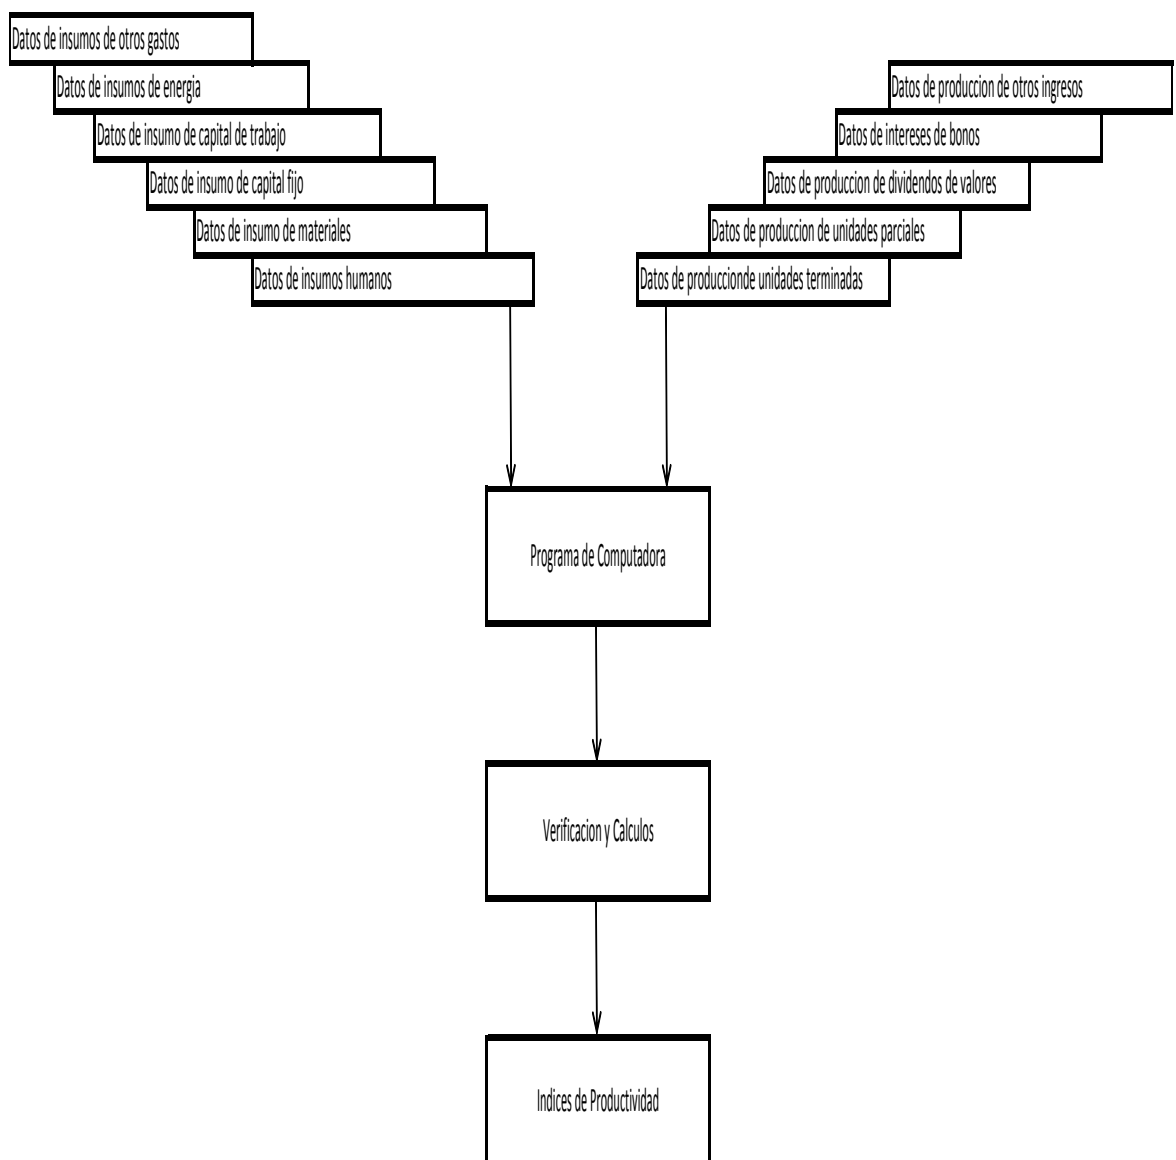 Datos de insumos de otros gastos
Datos de insumos de energia
Datos de insumo de capital de trabajo
Datos de insumo de capital fijo
Datos de insumo de materiales
Datos de insumos humanos
Datos de produccion de otros ingresos
Datos de intereses de bonos
Datos de produccion de dividendos de valores
Datos de produccion de unidades parciales
Datos de produccionde unidades terminadas
Programa de Computadora
Verificacion y Calculos
Indices de Productividad